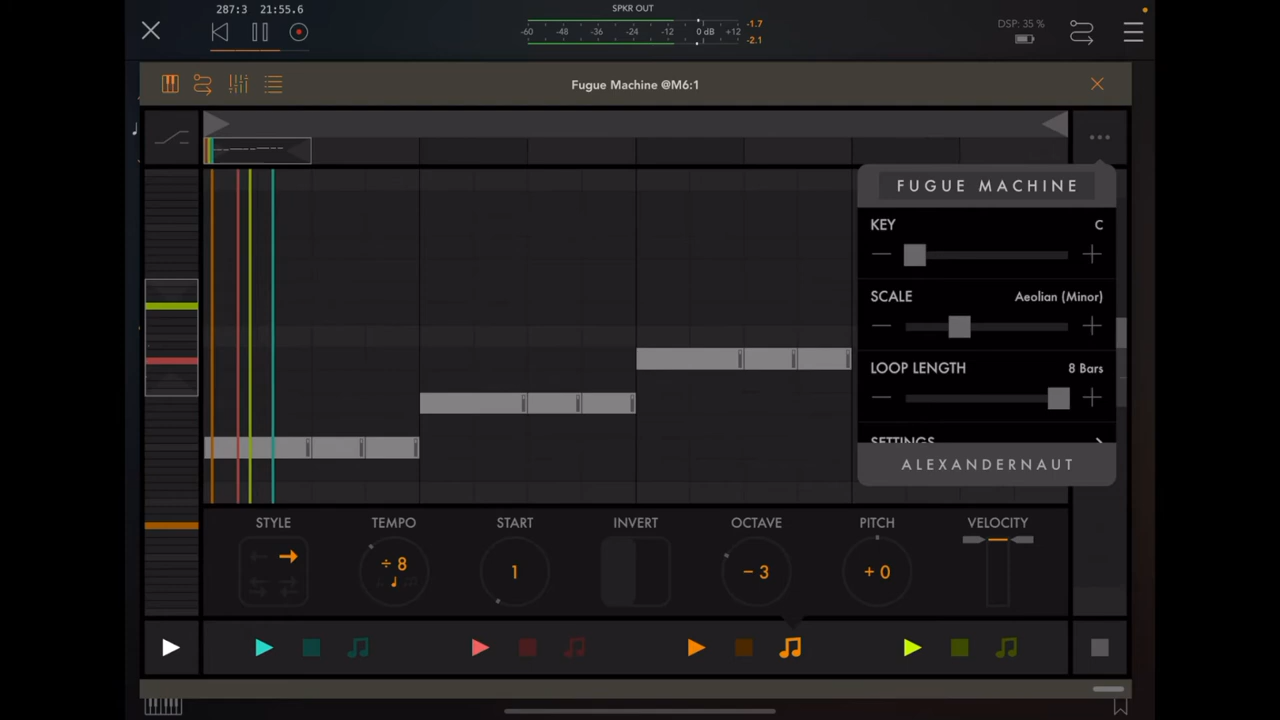 SPKR OUT
287:3 21:55.6
-60 -48 -36 -24 -12 0 dB +12
-1.7
-2.1
DSP: 35 %
Fugue Machine @M6:1
FUGUE MACHINE
KEY C
SCALE Aeolian (Minor)
LOOP LENGTH 8 Bars
SETTINGS
ALEXANDERNAUT
STYLE TEMPO START INVERT OCTAVE PITCH VELOCITY
÷ 8 1 − 3 + 0